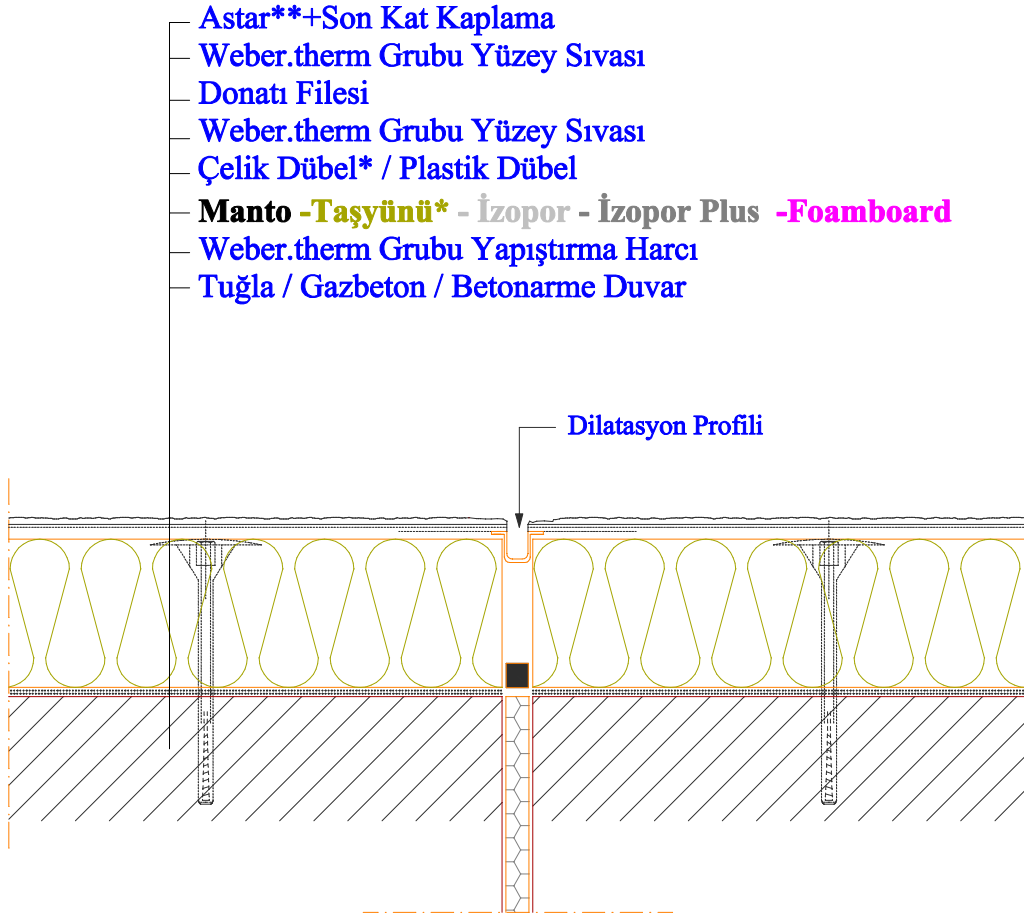 Astar**+Son Kat Kaplama
Weber.therm Grubu Yüzey Sıvası
Donatı Filesi
Weber.therm Grubu Yüzey Sıvası
Çelik Dübel* / Plastik Dübel
Manto -Taşyünü* - İzopor - İzopor Plus -Foamboard
Weber.therm Grubu Yapıştırma Harcı
Tuğla / Gazbeton / Betonarme Duvar
Dilatasyon Profili